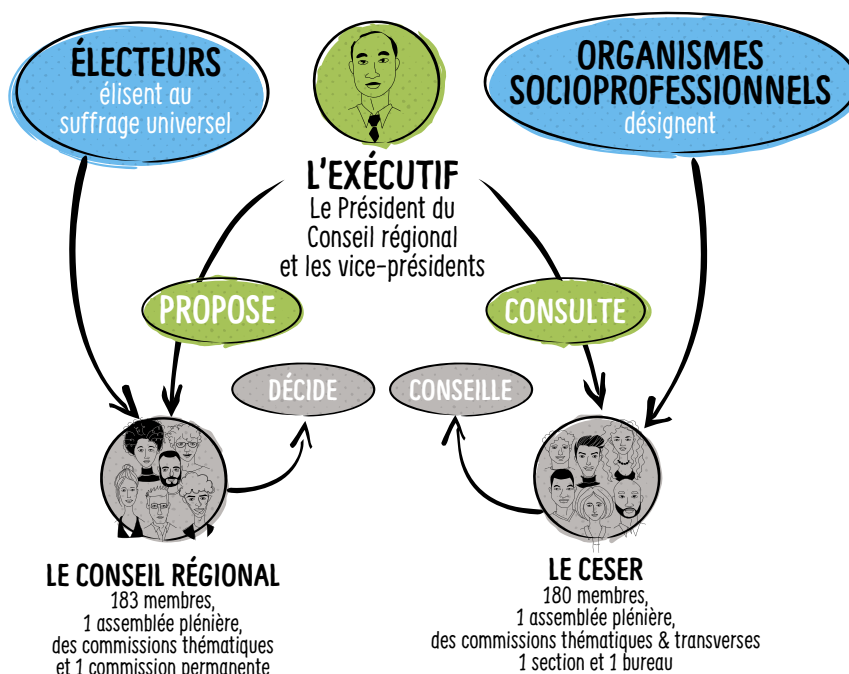 ÉLECTEURS
élisent au
suffrage universel
ORGANISMES
SOCIOPROFESSIONNELS
désignent
L'EXÉCUTIF
Le Président du
Conseil régional
et les vice-présidents
PROPOSE
CONSULTE
DÉCIDE
CONSEILLE
LE CONSEIL RÉGIONAL
183 membres,
1 assemblée plénière,
des commissions thématiques
et 1 commission permanente
LE CESER
180 membres,
1 assemblée plénière,
des commissions thématiques & transverses
1 section et 1 bureau